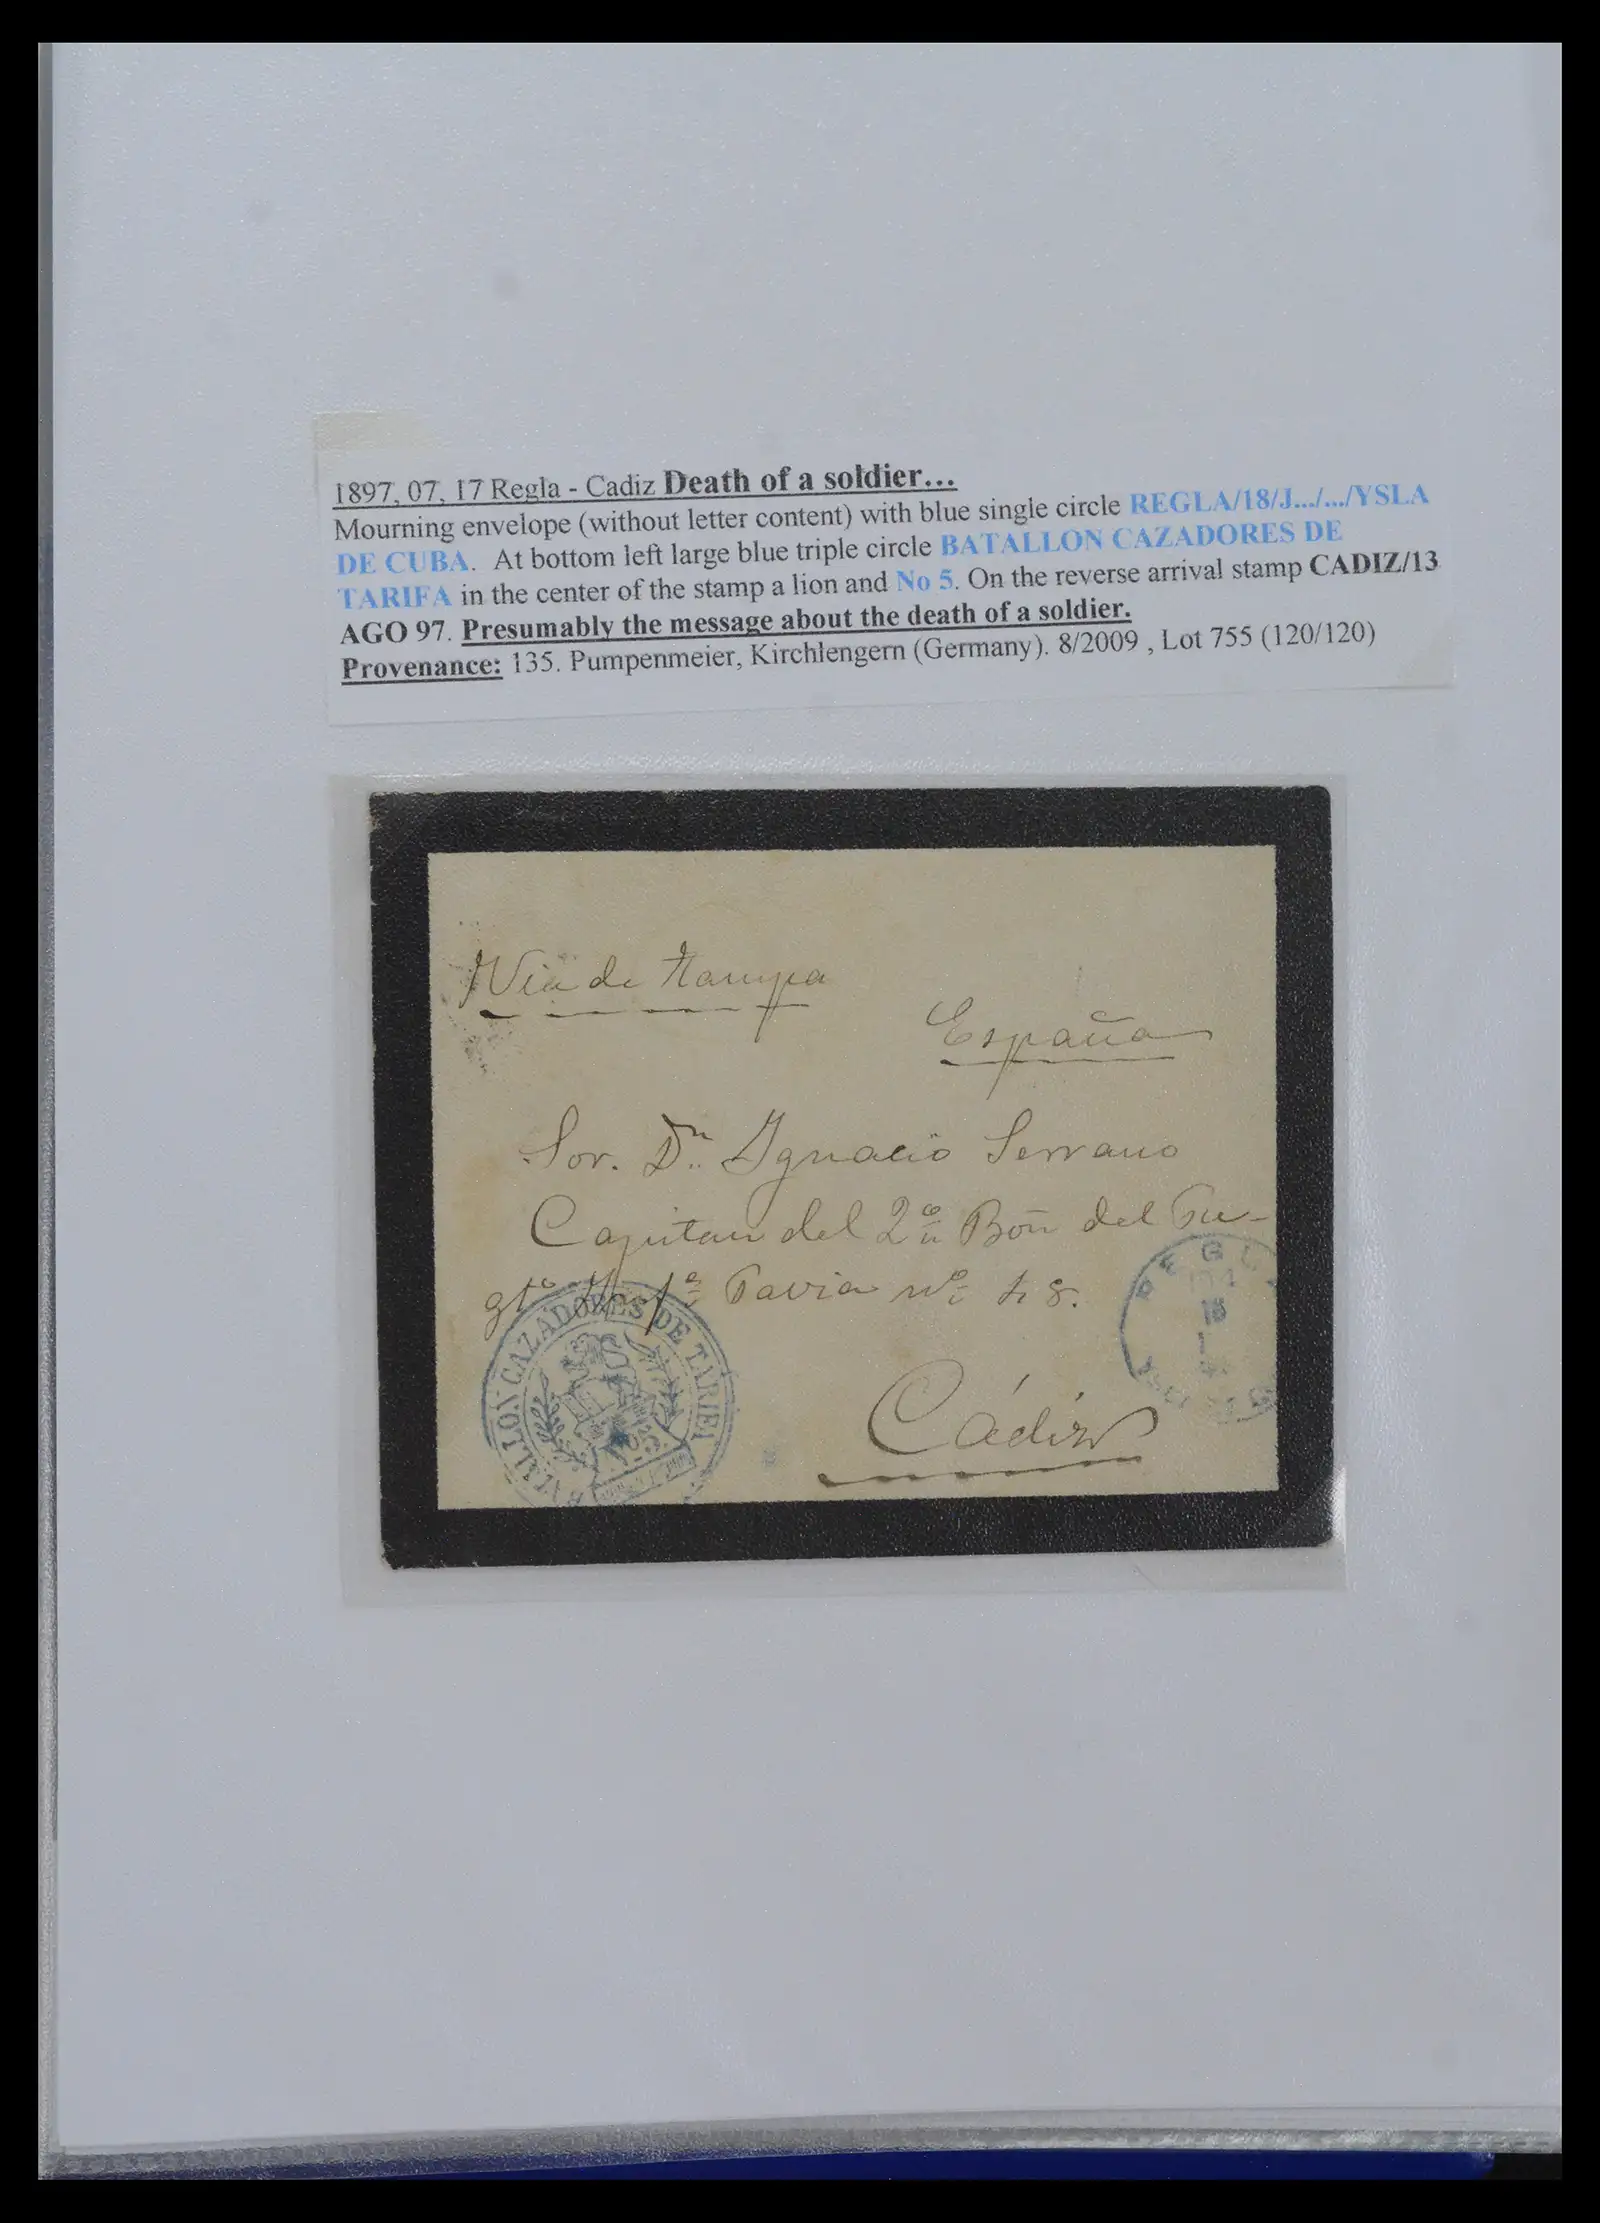 1897, 07, 17 Regla - Cadiz Death of a soldier…
Mourning envelope (without letter content) with blue single circle REGLA/18/J.../.../YSLA
DE CUBA. At bottom left large blue triple circle BATALLON CAZADORES DE
TARIFA in the center of the stamp a lion and No 5. On the reverse arrival stamp CADIZ/13
AGO 97. Presumably the message about the death of a soldier.
Provenance: 135. Pumpenmeier, Kirchlengern (Germany). 8/2009 , Lot 755 (120/120)
Via de Tampa
España
Sor. Dn. Ignacio Serrano
Capitan del 2º Bōn del
Pavia nº 48.
BATALLON CAZADORES DE TARIFA
18
Cádiz